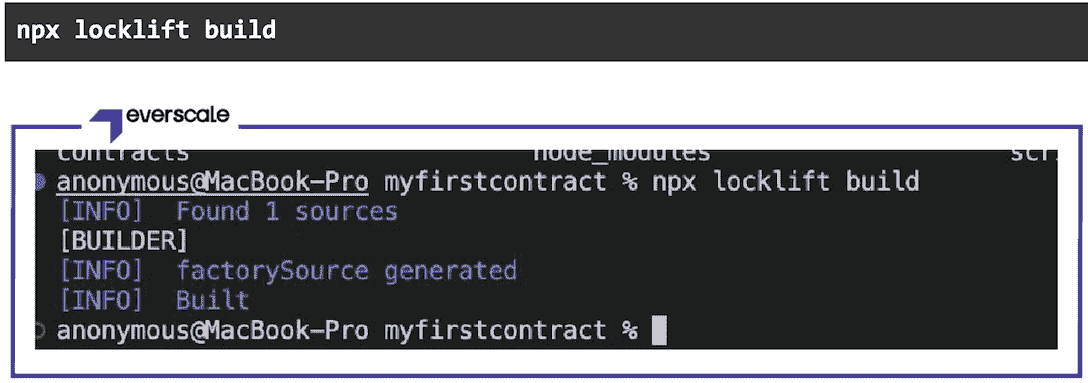 npx locklift build
everscale
contracts node_modules scri
anonymous@MacBook-Pro myfirstcontract % npx locklift build
[INFO] Found 1 sources
[BUILDER]
[INFO] factorySource generated
[INFO] Built
anonymous@MacBook-Pro myfirstcontract %